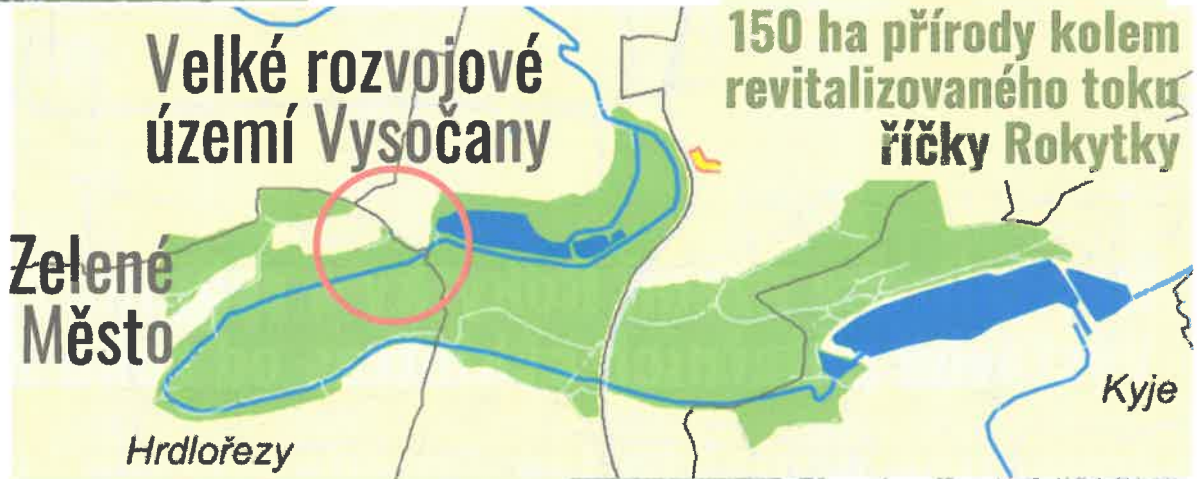 Velké rozvojové
území Vysočany
150 ha přírody kolem
revitalizovaného toku
říčky Rokytky
Zelené
Město
Kyje
Hrdlořezy